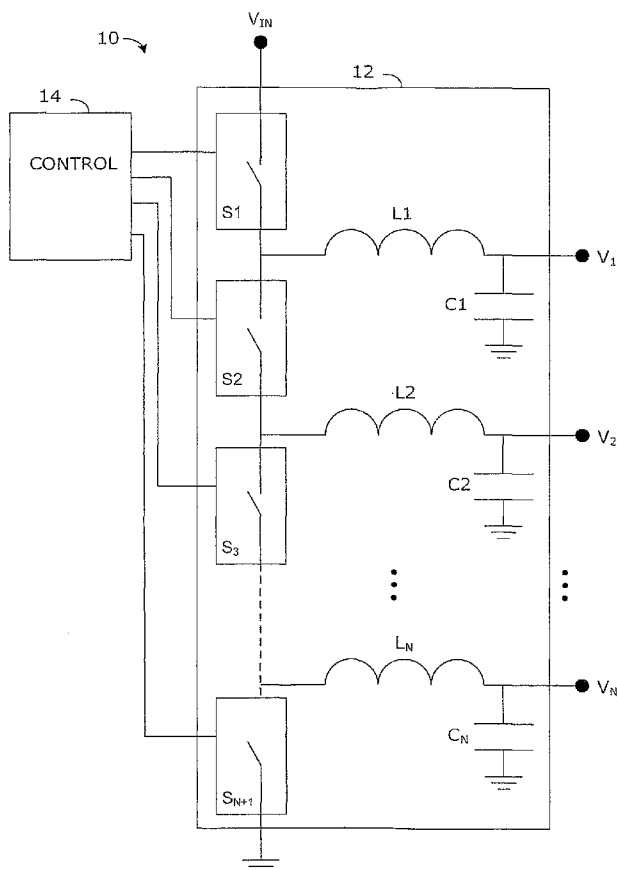 V_IN
10
12
14
CONTROL
S1
L1
V_1
C1
S2
L2
V_2
C2
S_3
L_N
V_N
C_N
S_N+1